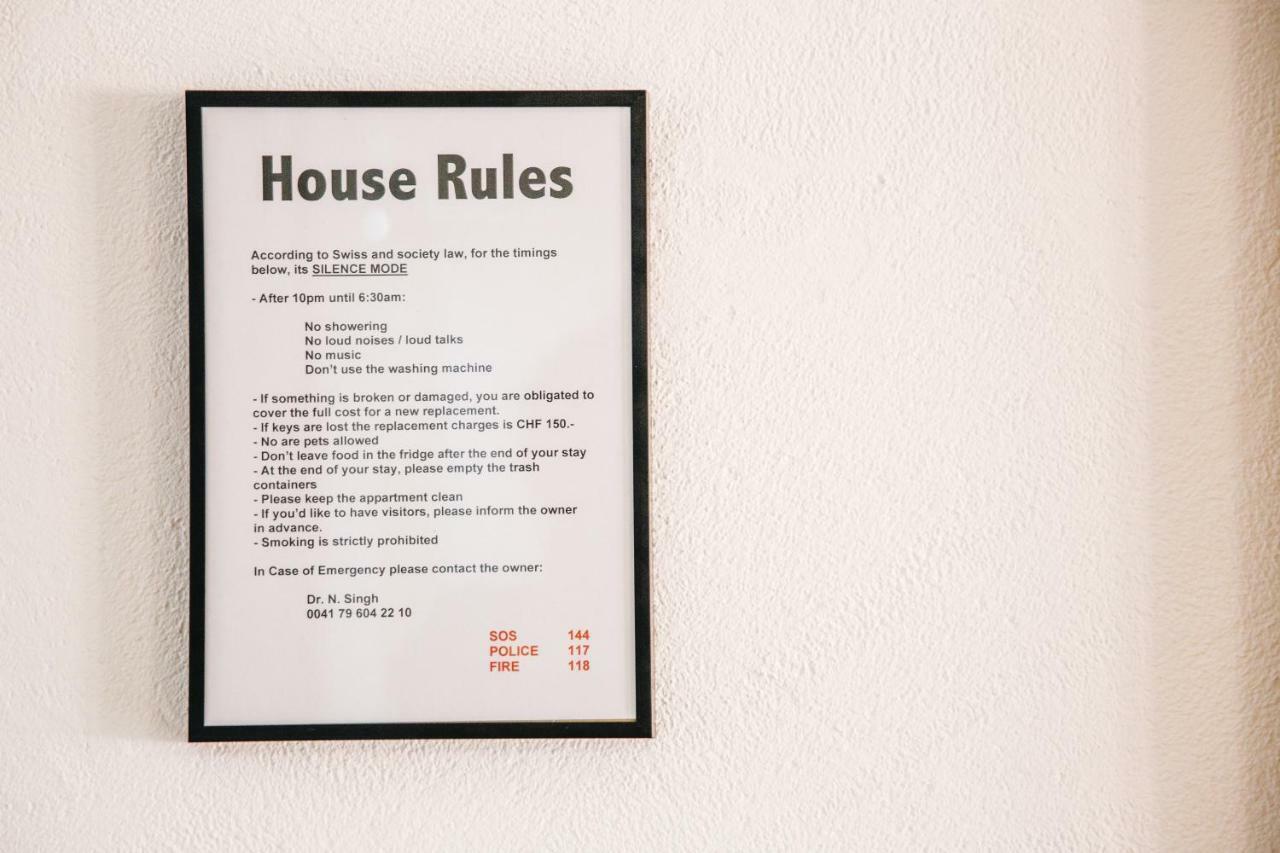 House Rules
According to Swiss and society law, for the timings
below, its SILENCE MODE
- After 10pm until 6:30am:
No showering
No loud noises / loud talks
No music
Don't use the washing machine
- If something is broken or damaged, you are obligated to
cover the full cost for a new replacement.
- If keys are lost the replacement charges is CHF 150.-
- No are pets allowed
- Don't leave food in the fridge after the end of your stay
- At the end of your stay, please empty the trash
containers
- Please keep the appartment clean
- If you'd like to have visitors, please inform the owner
in advance.
- Smoking is strictly prohibited
In Case of Emergency please contact the owner:
Dr. N. Singh
0041 79 604 22 10
SOS 144
POLICE 117
FIRE 118